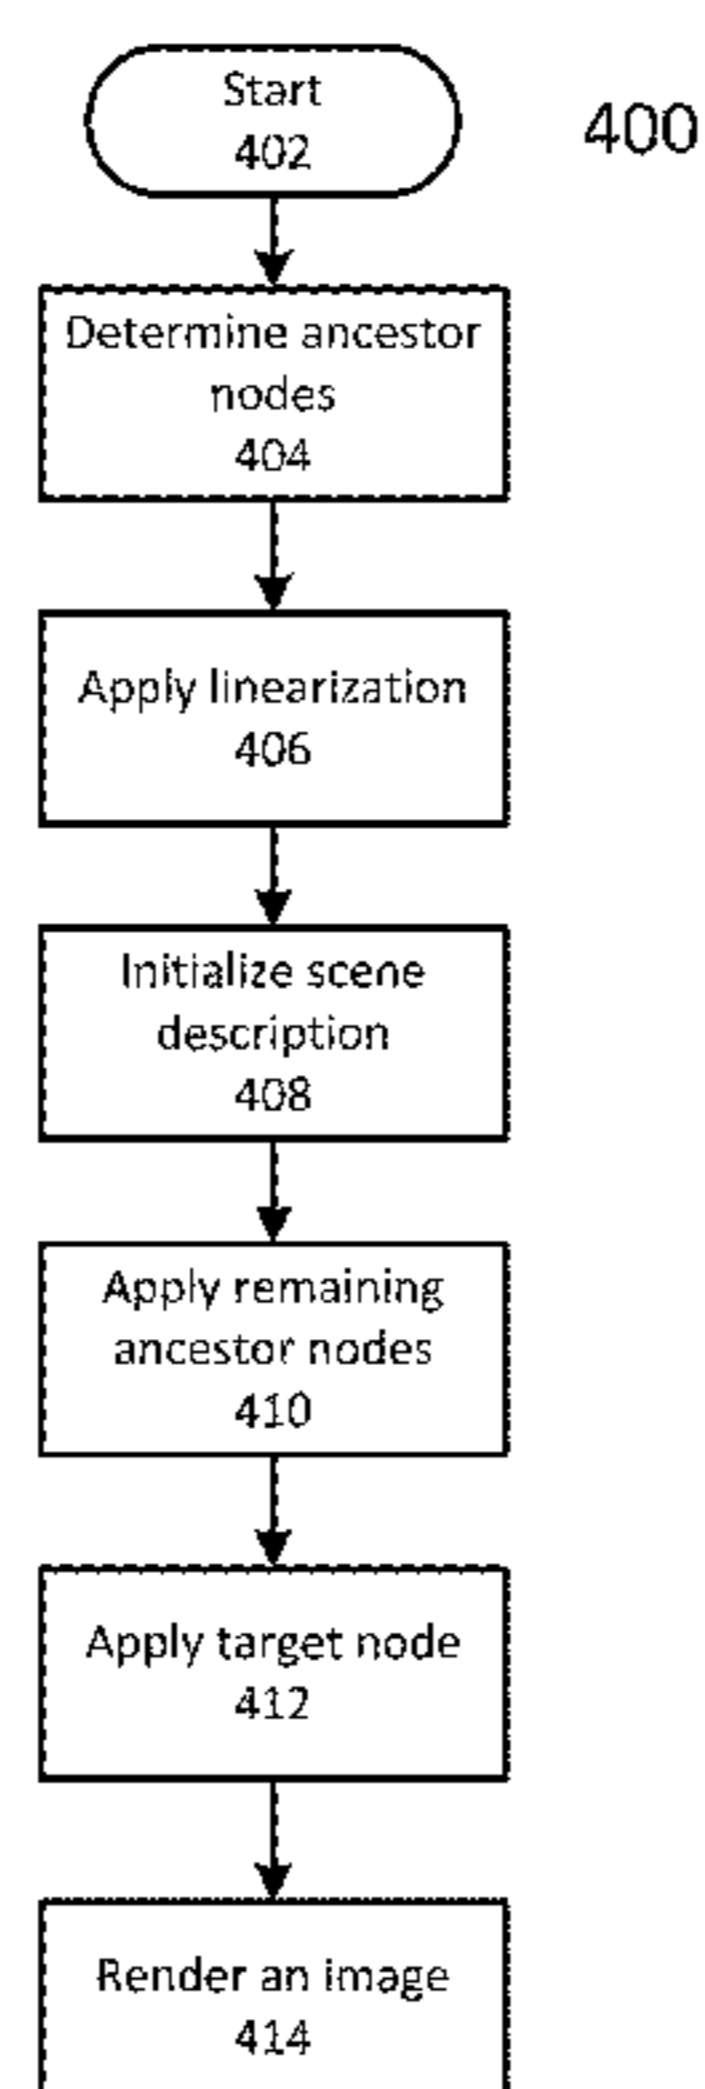 Start
402
400
Determine ancestor
nodes
404
Apply linearization
406
Initialize scene
description
408
Apply remaining
ancestor nodes
410
Apply target node
412
Render an image
414